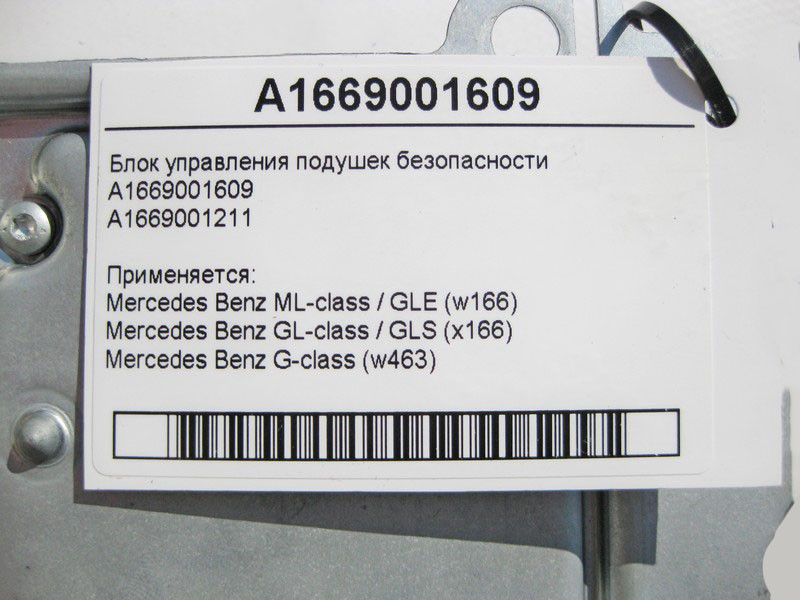 A1669001609
Блок управления подушек безопасности
A1669001609
A1669001211
Применяется:
Mercedes Benz ML-class / GLE (w166)
Mercedes Benz GL-class / GLS (x166)
Mercedes Benz G-class (w463)